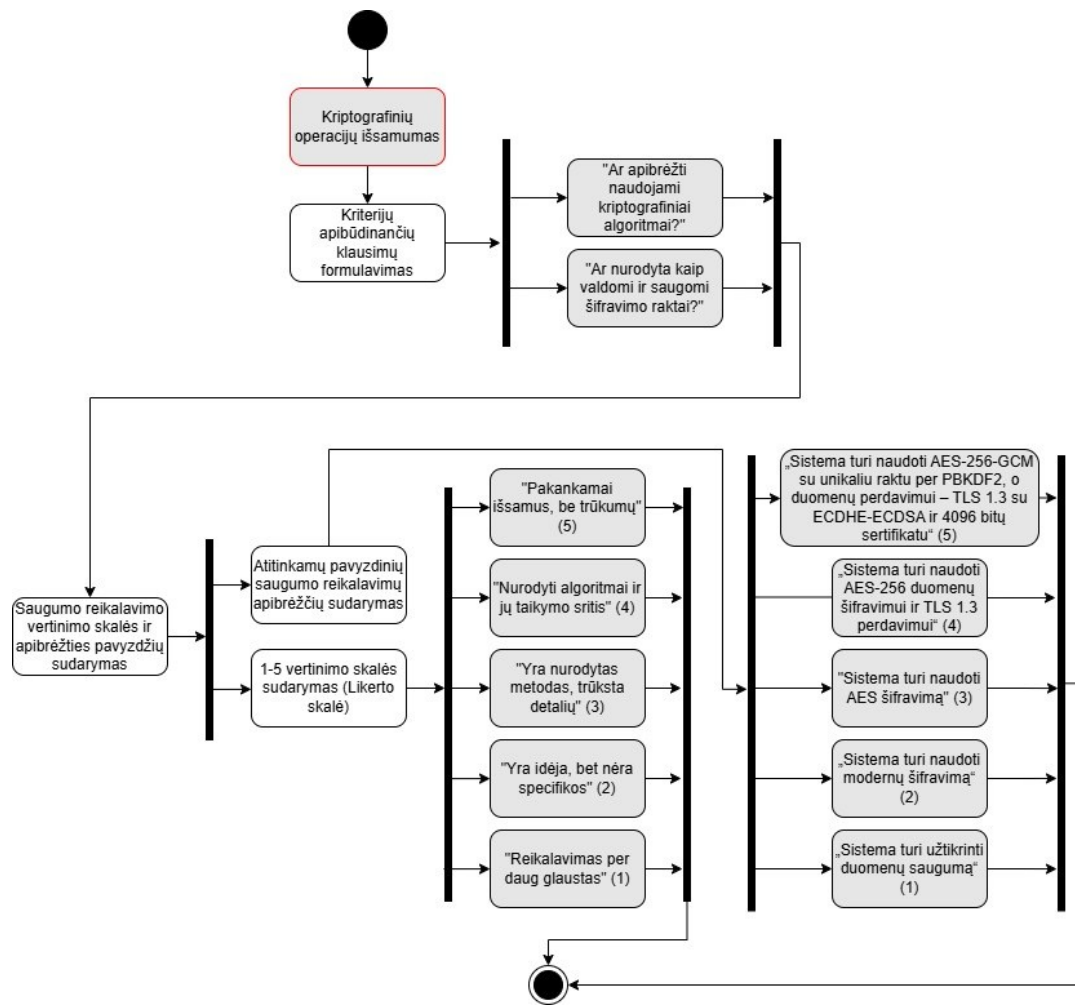 Kriptografinių
operacijų išsamumas
Kriterijų
apibūdinančių
klausimų
formulavimas
"Ar apibrėžti
naudojami
kriptografiniai
algoritmai?"
"Ar nurodyta kaip
valdomi ir saugomi
šifravimo raktai?"
Saugumo reikalavimo
vertinimo skalės ir
apibrėžties pavyzdžių
sudarymas
Atitinkamų pavyzdinių
saugumo reikalavimų
apibrėžčių sudarymas
1-5 vertinimo skalės
sudarymas (Likerto
skalė)
"Pakankamai
išsamus, be trūkumų"
(5)
"Nurodyti algoritmai ir
jų taikymo sritis" (4)
"Yra nurodytas
metodas, trūksta
detalių" (3)
"Yra idėja, bet nėra
specifikos" (2)
"Reikalavimas per
daug glaustas" (1)
„Sistema turi naudoti AES-256-GCM
su unikaliu raktu per PBKDF2, o
duomenų perdavimui – TLS 1.3 su
ECDHE-ECDSA ir 4096 bitų
sertifikatu“ (5)
„Sistema turi naudoti
AES-256 duomenų
šifravimui ir TLS 1.3
perdavimui“ (4)
"Sistema turi naudoti
AES šifravimą" (3)
„Sistema turi naudoti
modernų šifravimą“
(2)
„Sistema turi užtikrinti
duomenų saugumą“
(1)